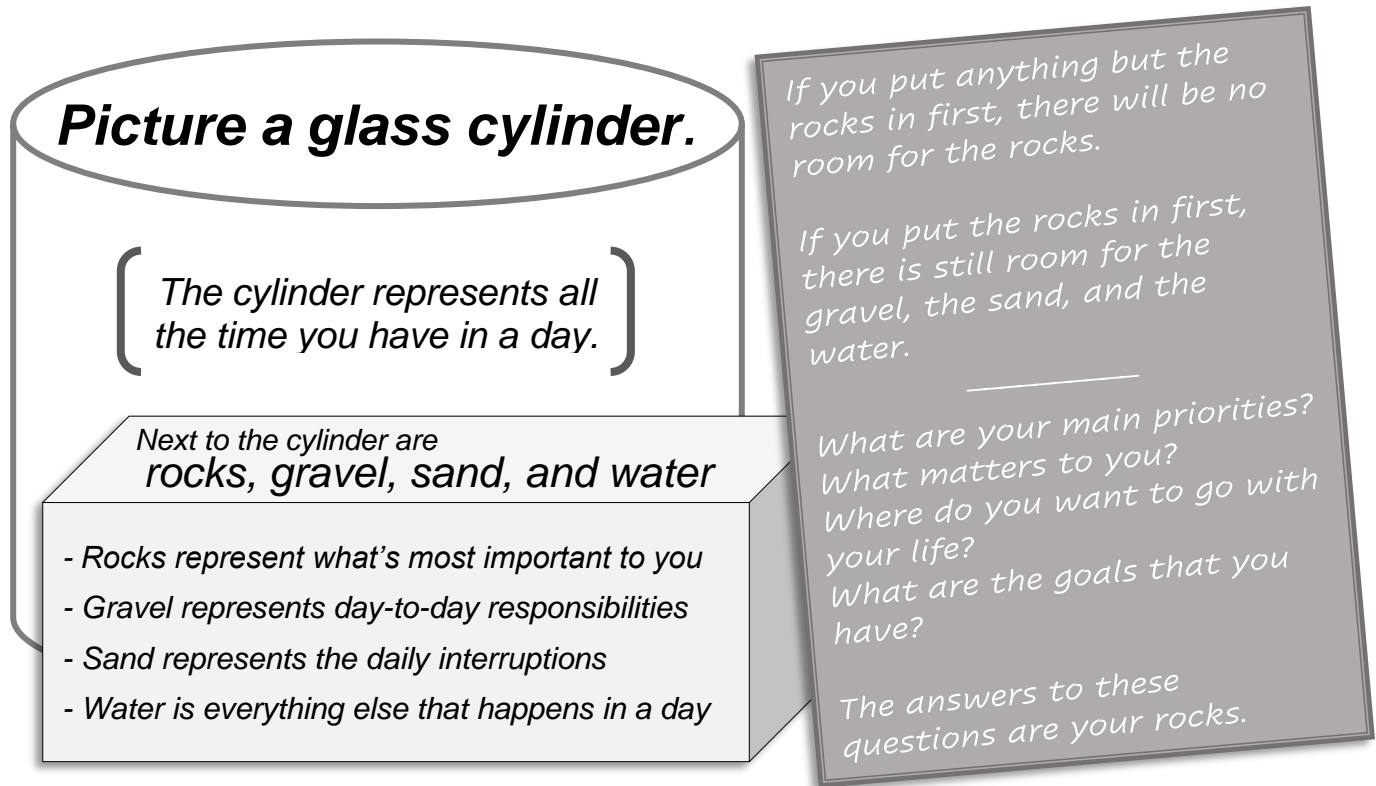 Picture a glass cylinder.
The cylinder represents all
the time you have in a day.
Next to the cylinder are
rocks, gravel, sand, and water
- Rocks represent what’s most important to you
- Gravel represents day-to-day responsibilities
- Sand represents the daily interruptions
- Water is everything else that happens in a day
If you put anything but the
rocks in first, there will be no
room for the rocks.
If you put the rocks in first,
there is still room for the
gravel, the sand, and the
water.
What are your main priorities?
What matters to you?
Where do you want to go with
your life?
What are the goals that you
have?
The answers to these
questions are your rocks.